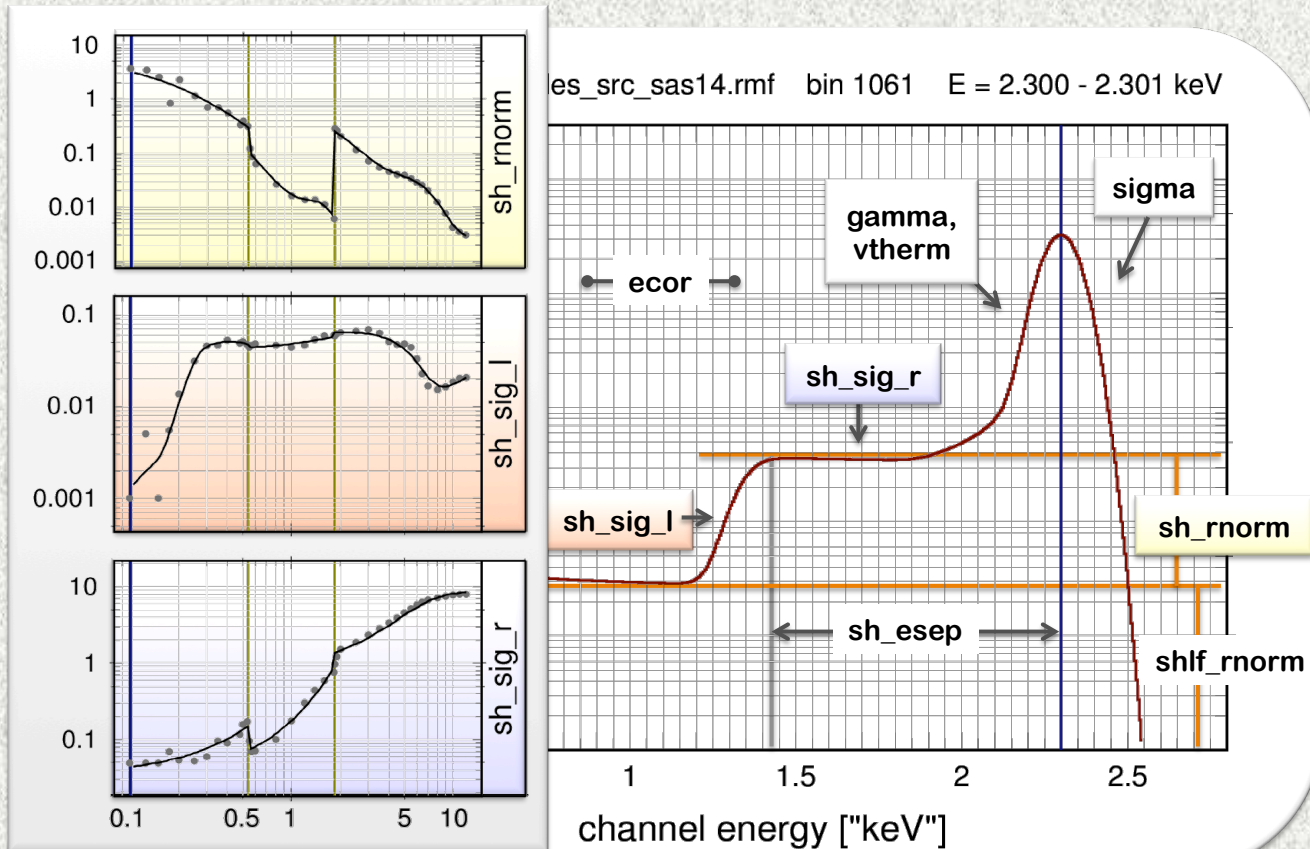 10
1
0.1
0.01
0.001
sh_rnorm
0.1
0.01
0.001
sh_sig_l
10
1
0.1
sh_sig_r
0.1 0.5 1 5 10
les_src_sas14.rmf bin 1061 E = 2.300 - 2.301 keV
sigma
gamma,
vtherm
ecor
sh_sig_r
sh_sig_l
sh_rnorm
sh_esep
shlf_rnorm
1 1.5 2 2.5
channel energy ["keV"]